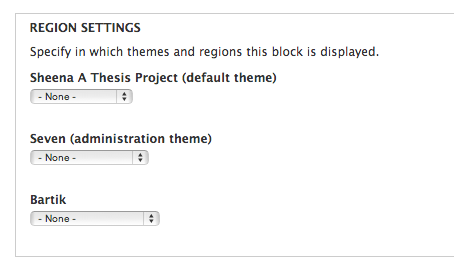 REGION SETTINGS
Specify in which themes and regions this block is displayed.
Sheena A Thesis Project (default theme)
- None -
Seven (administration theme)
- None -
Bartik
- None -